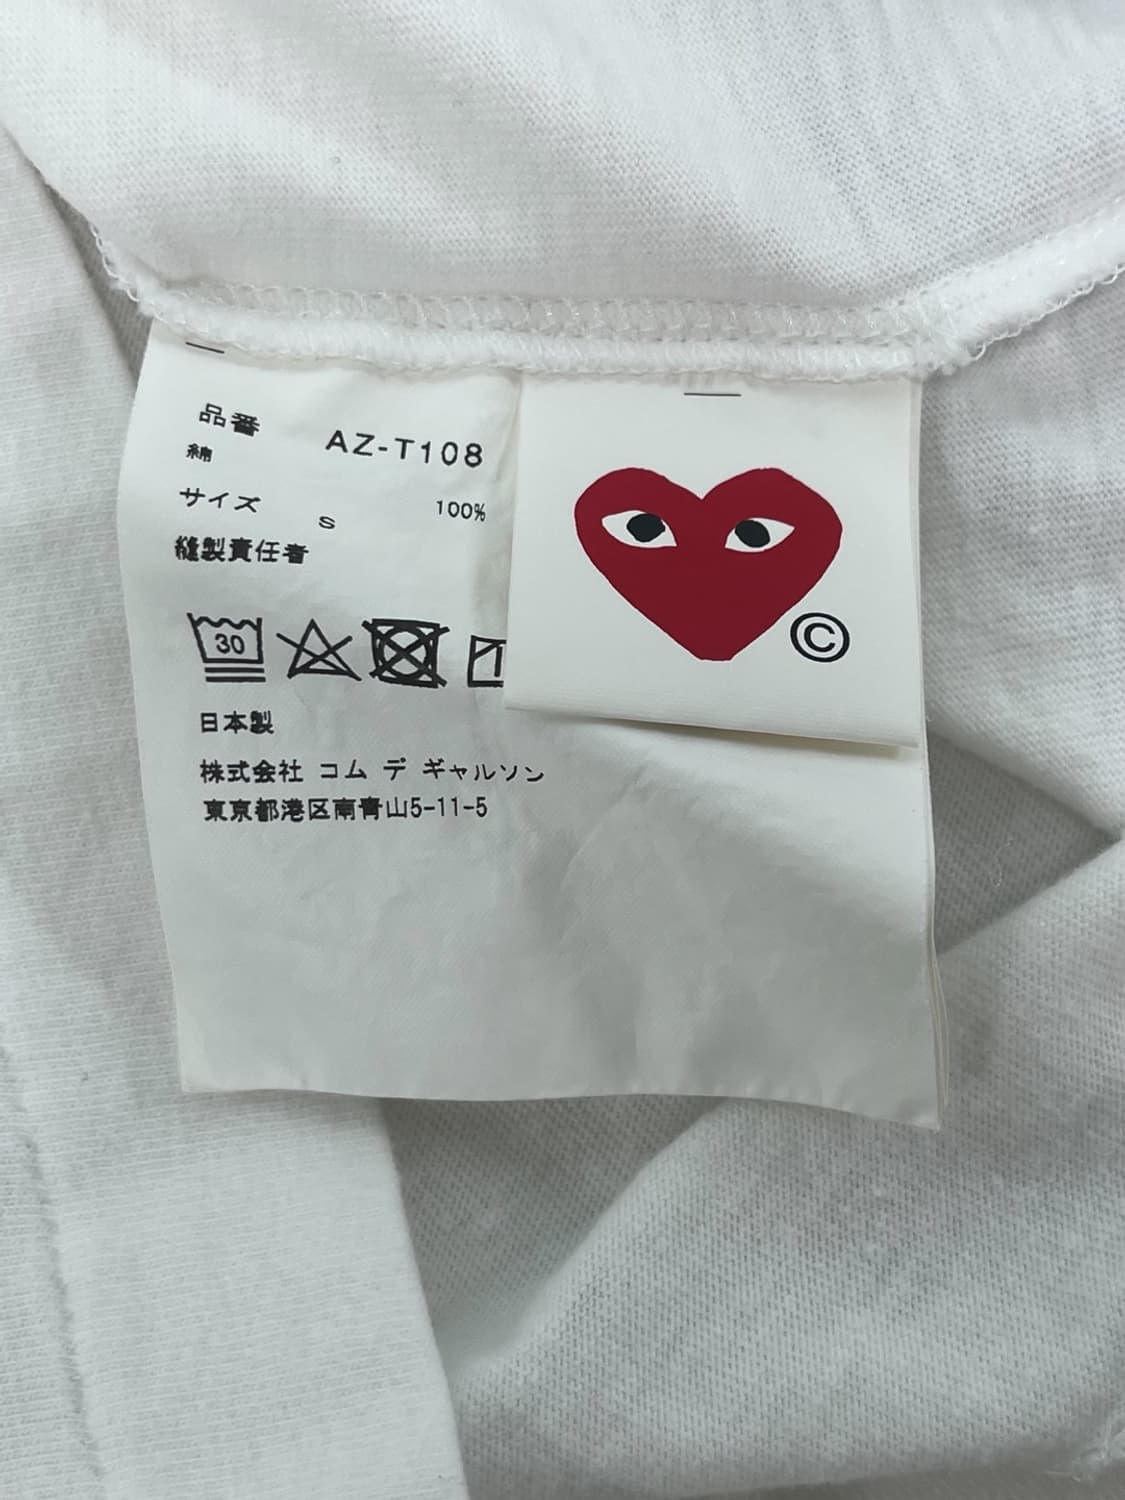 品番 AZ-T108
綿 100%
サイズ S
縫製責任者
30
日本製
株式会社 コム デ ギャルソン
東京都港区南青山5-11-5
©